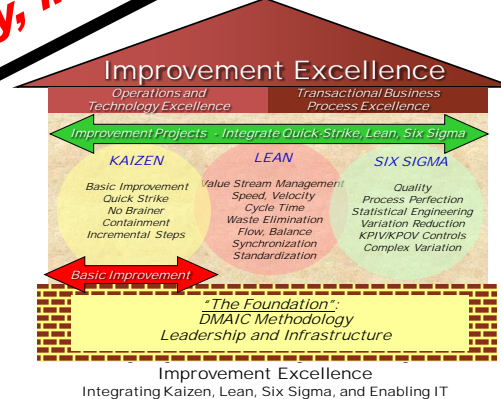 Improvement Excellence
Operations and
Technology Excellence
Transactional Business
Process Excellence
Improvement Projects - Integrate Quick-Strike, Lean, Six Sigma
KAIZEN
Basic Improvement
Quick Strike
No Brainer
Containment
Incremental Steps
LEAN
Value Stream Management
Speed, Velocity
Cycle Time
Waste Elimination
Flow, Balance
Synchronization
Standardization
SIX SIGMA
Quality
Process Perfection
Statistical Engineering
Variation Reduction
KPIV/KPOV Controls
Complex Variation
Basic Improvement
“The Foundation”:
DMAIC Methodology
Leadership and Infrastructure
Improvement Excellence
Integrating Kaizen, Lean, Six Sigma, and Enabling IT